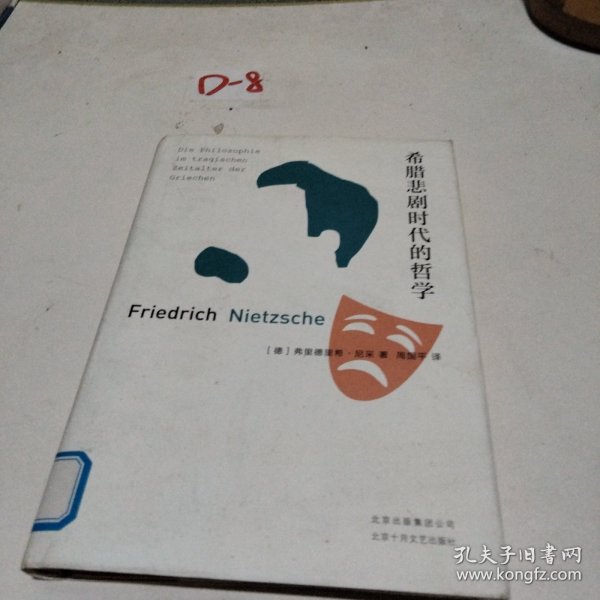 D-8
Die Philosophie
im tragischen
Zeitalter der
Griechen
希腊悲剧时代的哲学
Friedrich Nietzsche
[德] 弗里德里希·尼采 著 周国平 译
北京出版集团公司
北京十月文艺出版社
孔夫子旧书网
www.kongfz.com